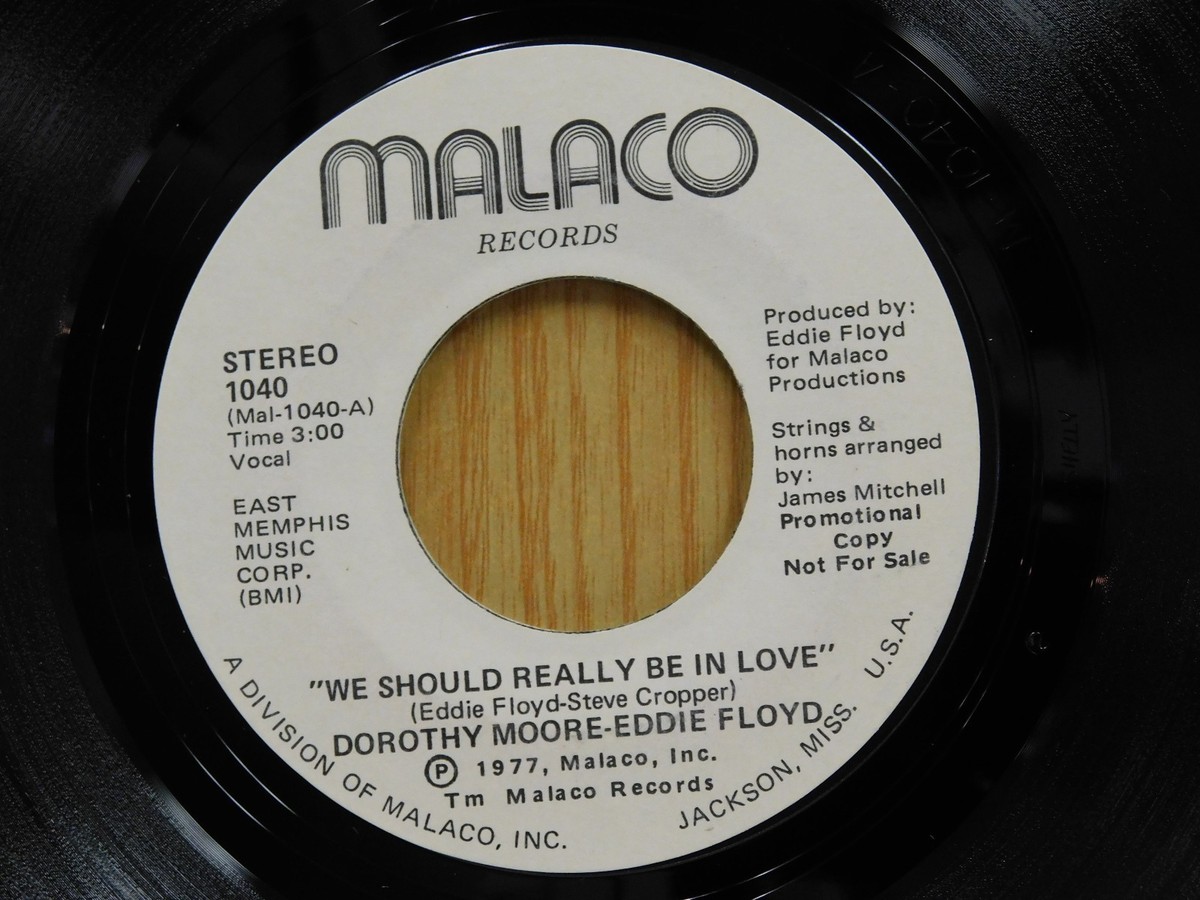 MALACO
RECORDS
STEREO
1040
(Mal-1040-A)
Time 3:00
Vocal
EAST
MEMPHIS
MUSIC
CORP.
(BMI)
Produced by:
Eddie Floyd
for Malaco
Productions
Strings &
horns arranged
by:
James Mitchell
Promotional
Copy
Not For Sale
"WE SHOULD REALLY BE IN LOVE"
(Eddie Floyd-Steve Cropper)
DOROTHY MOORE-EDDIE FLOYD
Ⓟ 1977, Malaco, Inc.
Tm Malaco Records
A DIVISION OF MALACO, INC.
JACKSON, MISS. U.S.A.